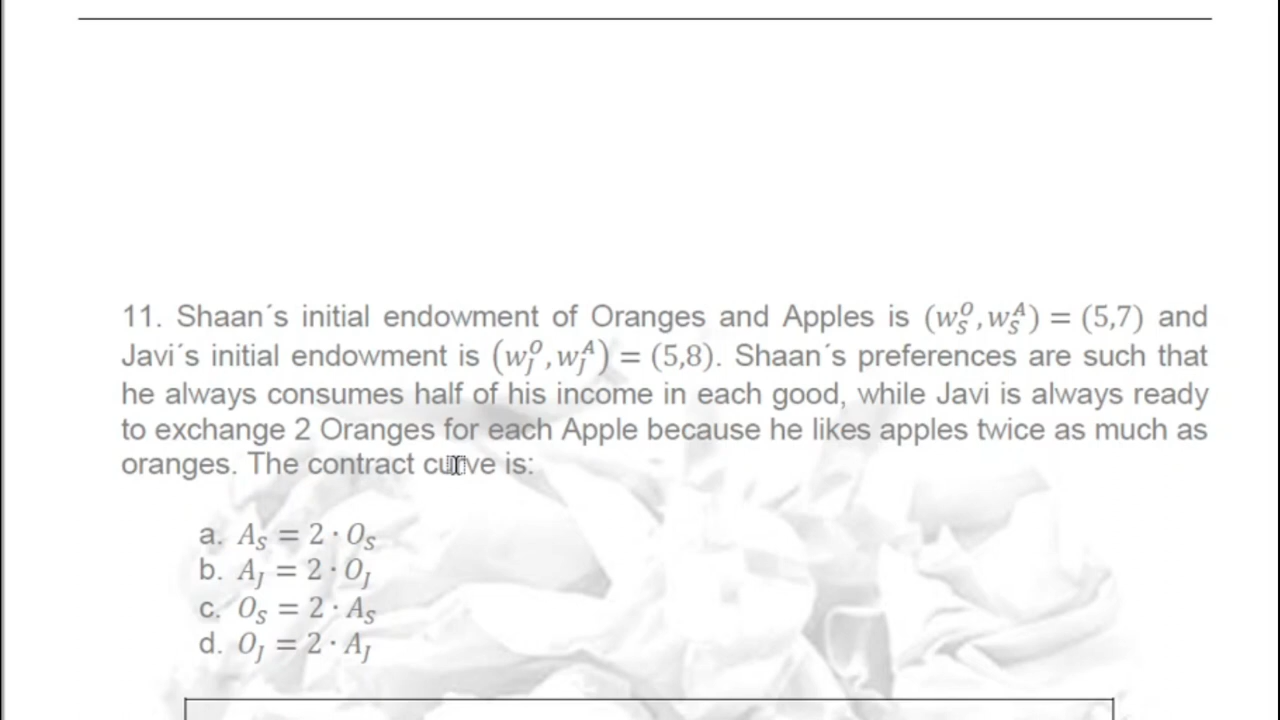 11. Shaan´s initial endowment of Oranges and Apples is (w_S^O, w_S^A) = (5,7) and
Javi´s initial endowment is (w_J^O, w_J^A) = (5,8). Shaan´s preferences are such that
he always consumes half of his income in each good, while Javi is always ready
to exchange 2 Oranges for each Apple because he likes apples twice as much as
oranges. The contract curve is:
a. A_S = 2 · O_S
b. A_J = 2 · O_J
c. O_S = 2 · A_S
d. O_J = 2 · A_J